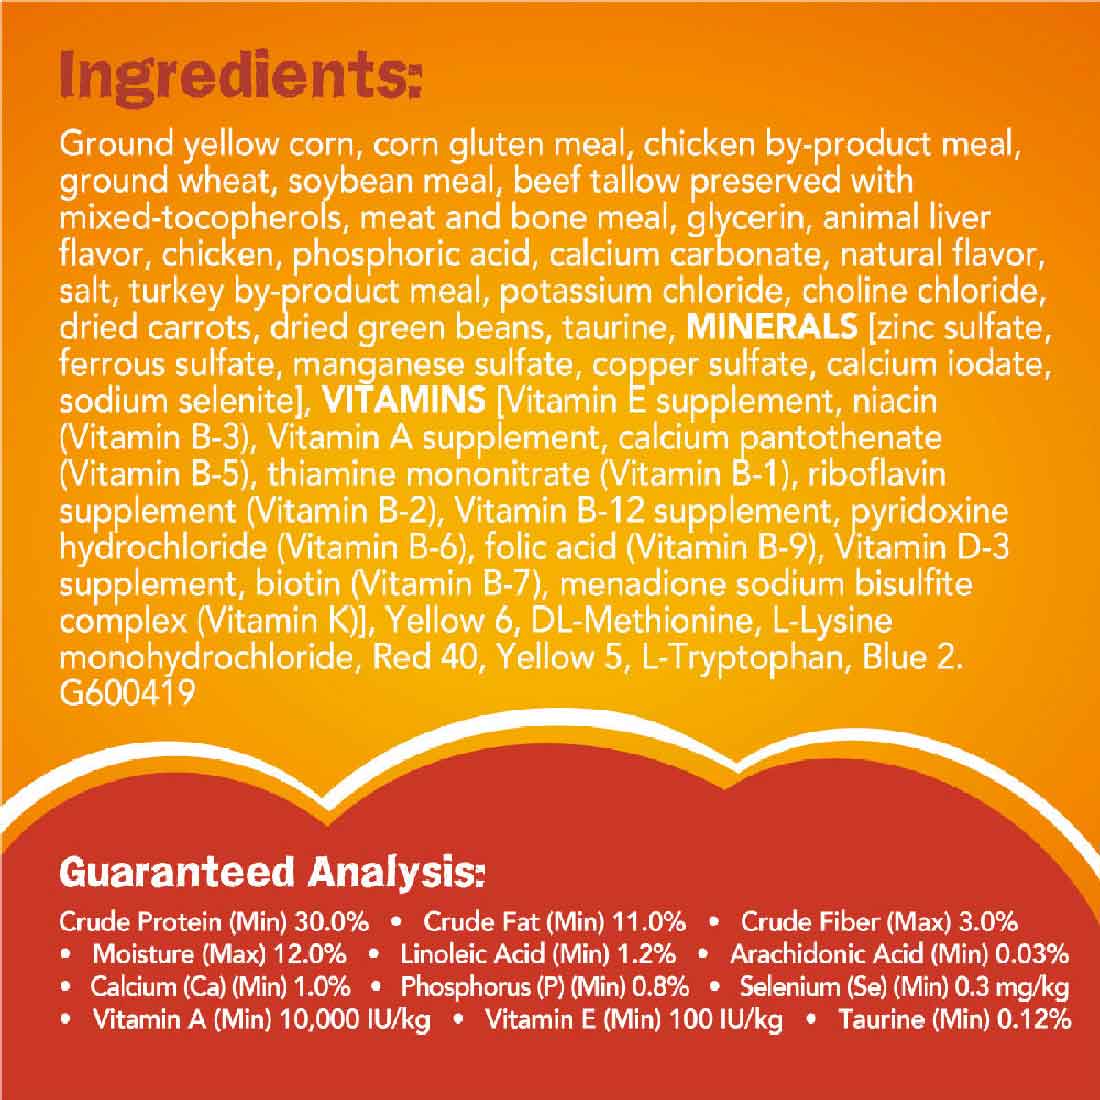 Ingredients:
Ground yellow corn, corn gluten meal, chicken by-product meal,
ground wheat, soybean meal, beef tallow preserved with
mixed-tocopherols, meat and bone meal, glycerin, animal liver
flavor, chicken, phosphoric acid, calcium carbonate, natural flavor,
salt, turkey by-product meal, potassium chloride, choline chloride,
dried carrots, dried green beans, taurine, MINERALS [zinc sulfate,
ferrous sulfate, manganese sulfate, copper sulfate, calcium iodate,
sodium selenite], VITAMINS [Vitamin E supplement, niacin
(Vitamin B-3), Vitamin A supplement, calcium pantothenate
(Vitamin B-5), thiamine mononitrate (Vitamin B-1), riboflavin
supplement (Vitamin B-2), Vitamin B-12 supplement, pyridoxine
hydrochloride (Vitamin B-6), folic acid (Vitamin B-9), Vitamin D-3
supplement, biotin (Vitamin B-7), menadione sodium bisulfite
complex (Vitamin K)], Yellow 6, DL-Methionine, L-Lysine
monohydrochloride, Red 40, Yellow 5, L-Tryptophan, Blue 2.
G600419
Guaranteed Analysis:
Crude Protein (Min) 30.0% • Crude Fat (Min) 11.0% • Crude Fiber (Max) 3.0%
• Moisture (Max) 12.0% • Linoleic Acid (Min) 1.2% • Arachidonic Acid (Min) 0.03%
• Calcium (Ca) (Min) 1.0% • Phosphorus (P) (Min) 0.8% • Selenium (Se) (Min) 0.3 mg/kg
• Vitamin A (Min) 10,000 IU/kg • Vitamin E (Min) 100 IU/kg • Taurine (Min) 0.12%